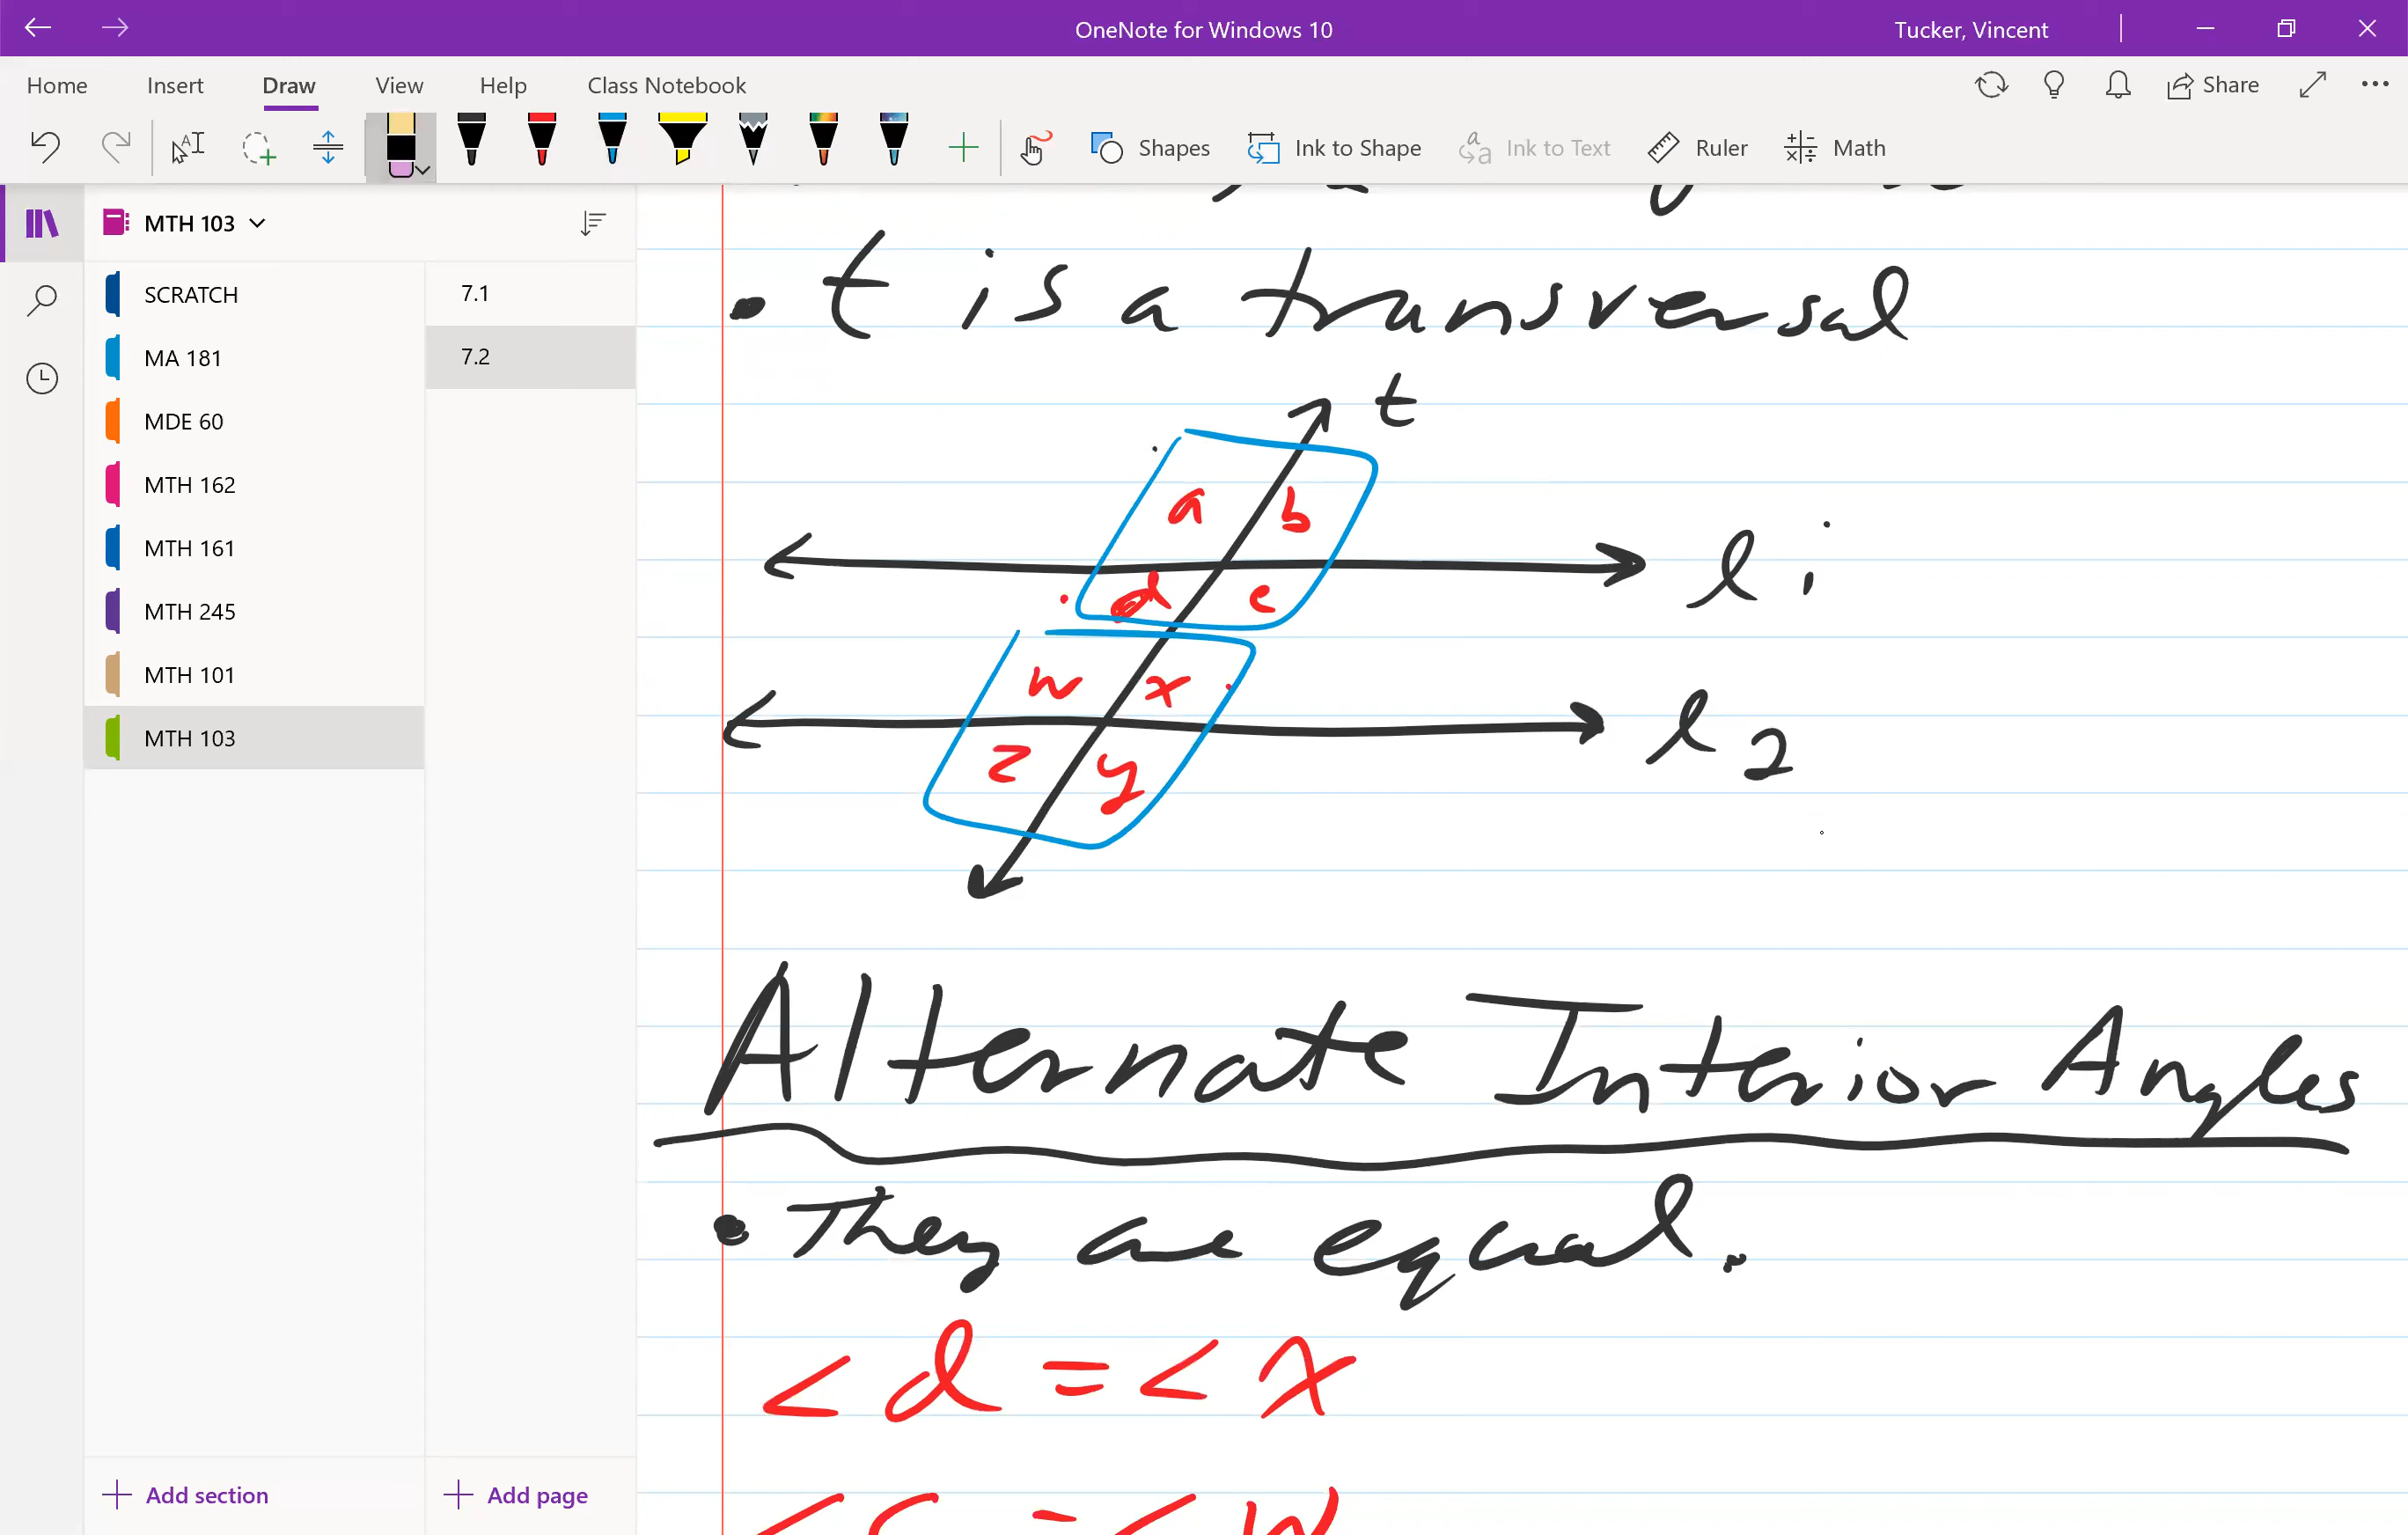 OneNote for Windows 10
Tucker, Vincent
Home Insert Draw View Help Class Notebook
Share
Shapes Ink to Shape Ink to Text Ruler Math
MTH 103
SCRATCH
MA 181
MDE 60
MTH 162
MTH 161
MTH 245
MTH 101
MTH 103
Add section
7.1
7.2
Add page
• t is a transversal
t
a b
l 1
d c
w x
l 2
z y
Alternate Interior Angles
• They are equal.
< d = < x
< c = < w